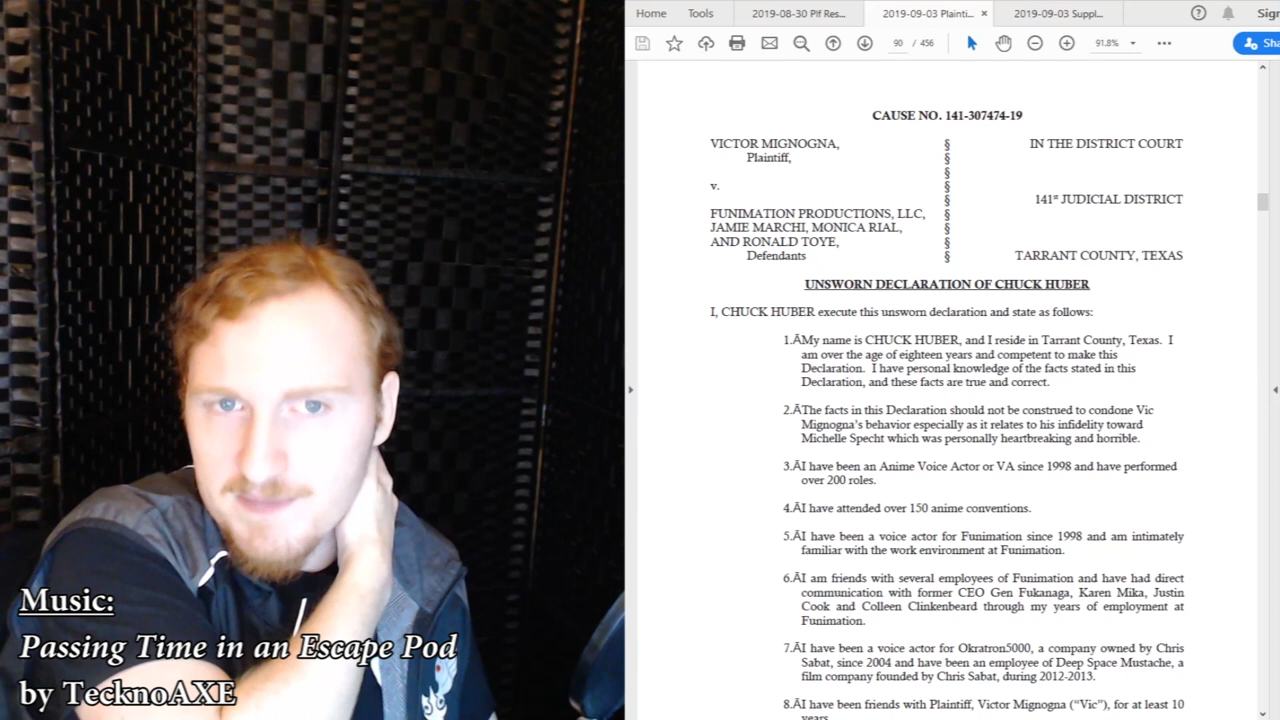 Home Tools 2019-08-30 Plf Res... 2019-09-03 Plainti... × 2019-09-03 Suppl... Sign
90 / 456 91.8% Sha
CAUSE NO. 141-307474-19
VICTOR MIGNOGNA, § IN THE DISTRICT COURT
Plaintiff, §
§
v. §
§ 141st JUDICIAL DISTRICT
FUNIMATION PRODUCTIONS, LLC, §
JAMIE MARCHI, MONICA RIAL, §
AND RONALD TOYE, §
Defendants § TARRANT COUNTY, TEXAS
UNSWORN DECLARATION OF CHUCK HUBER
I, CHUCK HUBER execute this unsworn declaration and state as follows:
1.ÂMy name is CHUCK HUBER, and I reside in Tarrant County, Texas. I
am over the age of eighteen years and competent to make this
Declaration. I have personal knowledge of the facts stated in this
Declaration, and these facts are true and correct.
2.ÂThe facts in this Declaration should not be construed to condone Vic
Mignogna's behavior especially as it relates to his infidelity toward
Michelle Specht which was personally heartbreaking and horrible.
3.ÂI have been an Anime Voice Actor or VA since 1998 and have performed
over 200 roles.
4.ÂI have attended over 150 anime conventions.
5.ÂI have been a voice actor for Funimation since 1998 and am intimately
familiar with the work environment at Funimation.
6.ÂI am friends with several employees of Funimation and have had direct
communication with former CEO Gen Fukanaga, Karen Mika, Justin
Cook and Colleen Clinkenbeard through my years of employment at
Funimation.
7.ÂI have been a voice actor for Okratron5000, a company owned by Chris
Sabat, since 2004 and have been an employee of Deep Space Mustache, a
film company founded by Chris Sabat, during 2012-2013.
8.ÂI have been friends with Plaintiff, Victor Mignogna ("Vic"), for at least 10
years.
Music:
Passing Time in an Escape Pod
by TecknoAXE